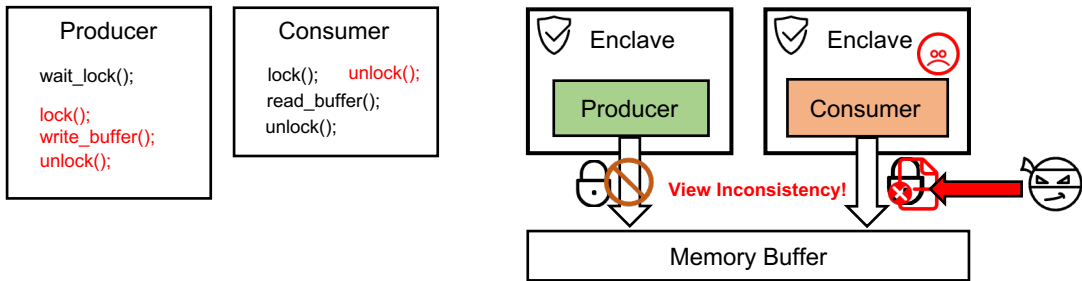 Producer
wait_lock();
lock();
write_buffer();
unlock();
Consumer
lock(); unlock();
read_buffer();
unlock();
Enclave
Producer
Enclave
Consumer
View Inconsistency!
Memory Buffer